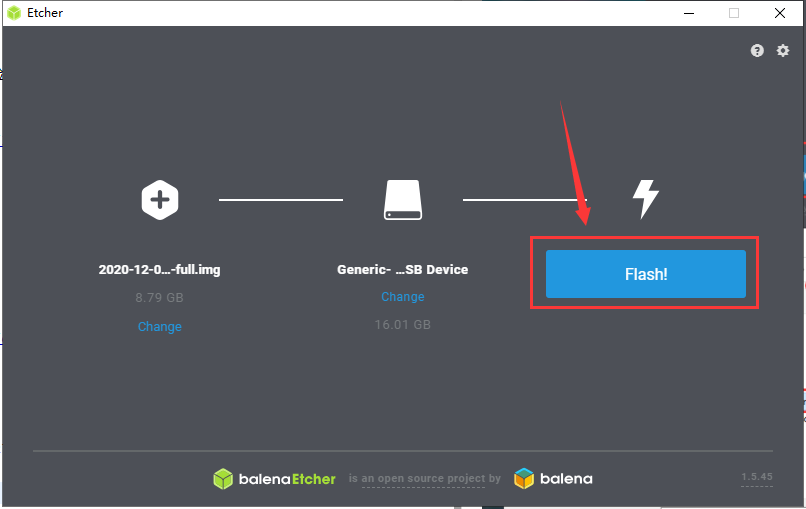 Etcher
2020-12-0...-full.img
8.79 GB
Change
Generic- ...SB Device
Change
16.01 GB
Flash!
balenaEtcher is an open source project by balena
1.5.45